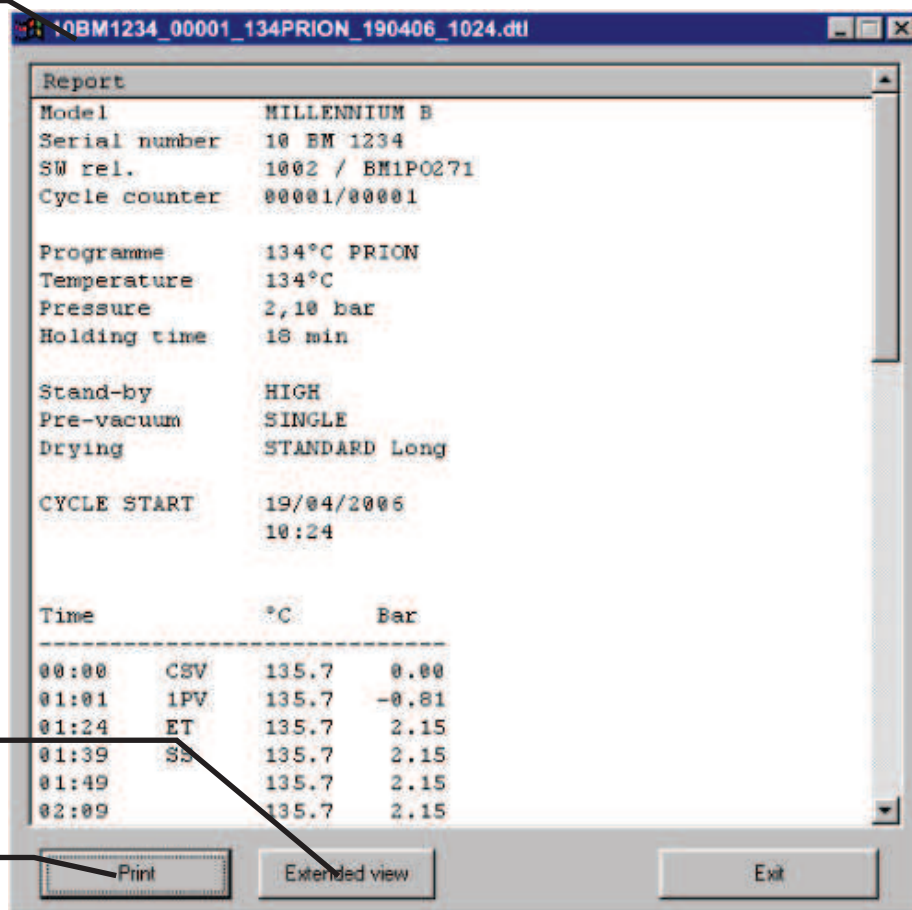 10BM1234_00001_134PRION_190406_1024.dtl
Report
Model MILLENNIUM B
Serial number 10 BM 1234
SW rel. 1002 / BM1PO271
Cycle counter 00001/00001
Programme 134°C PRION
Temperature 134°C
Pressure 2,10 bar
Holding time 18 min
Stand-by HIGH
Pre-vacuum SINGLE
Drying STANDARD Long
CYCLE START 19/04/2006
10:24
Time °C Bar
--------------------------------
00:00 CSV 135.7 0.00
01:01 1PV 135.7 -0.81
01:24 ET 135.7 2.15
01:39 SS 135.7 2.15
01:49 135.7 2.15
02:09 135.7 2.15
Print Extended view Exit